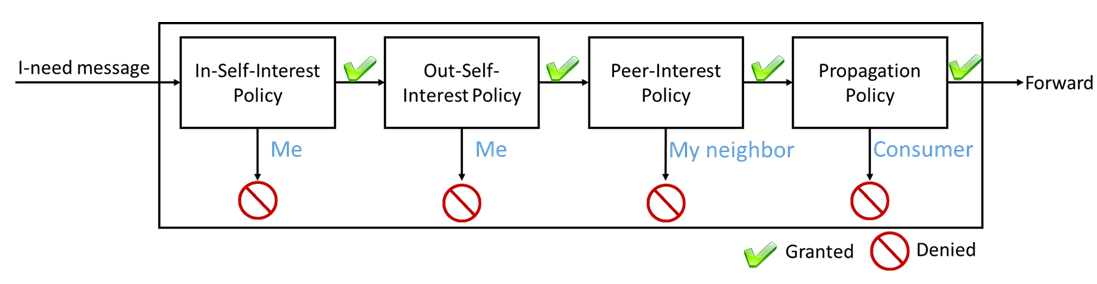 I-need message
In-Self-Interest
Policy
Out-Self-
Interest Policy
Peer-Interest
Policy
Propagation
Policy
Forward
Me
Me
My neighbor
Consumer
Granted
Denied